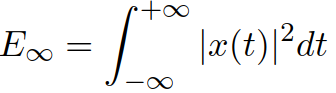 E_∞ = ∫_{-∞}^{+∞} |x(t)|² dt